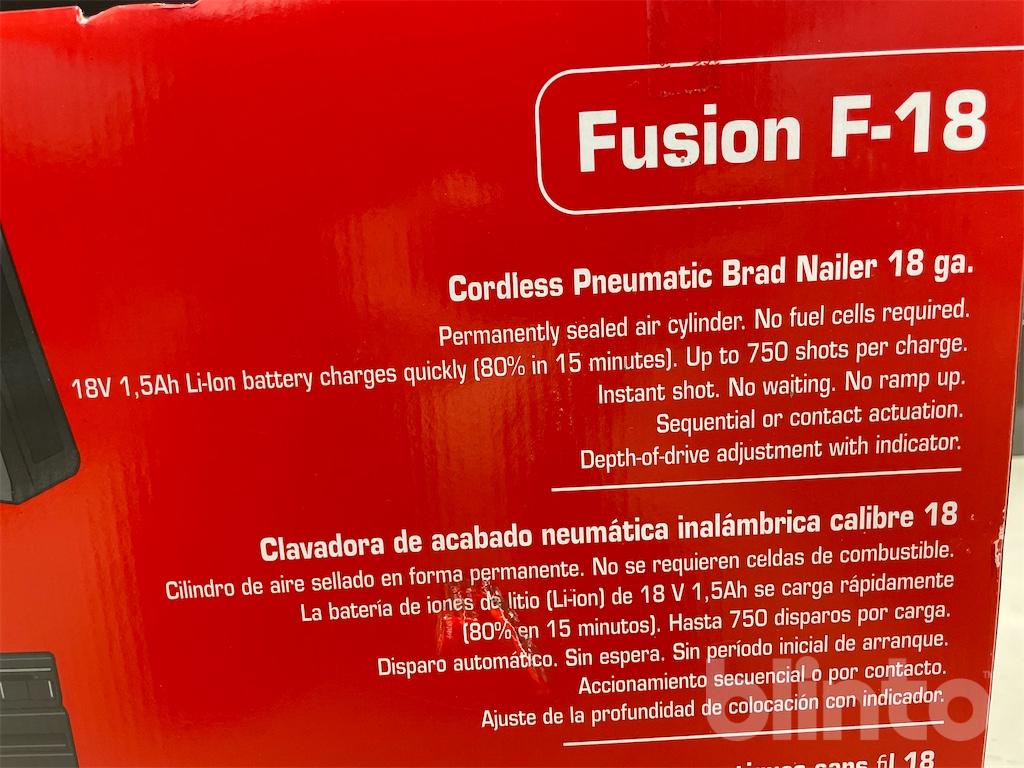 Fusion F-18
Cordless Pneumatic Brad Nailer 18 ga.
Permanently sealed air cylinder. No fuel cells required.
18V 1,5Ah Li-Ion battery charges quickly (80% in 15 minutes). Up to 750 shots per charge.
Instant shot. No waiting. No ramp up.
Sequential or contact actuation.
Depth-of-drive adjustment with indicator.
Clavadora de acabado neumática inalámbrica calibre 18
Cilindro de aire sellado en forma permanente. No se requieren celdas de combustible.
La batería de iones de litio (Li-ion) de 18 V 1,5Ah se carga rápidamente
(80% en 15 minutos). Hasta 750 disparos por carga.
Disparo automático. Sin espera. Sin período inicial de arranque.
Accionamiento secuencial o por contacto.
Ajuste de la profundidad de colocación con indicador.
sans fil 18
blinto